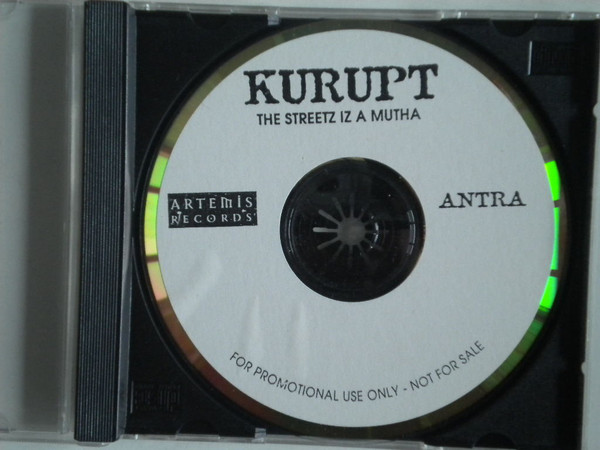 KURUPT
THE STREETZ IZ A MUTHA
ARTEMIS
RECORDS
ANTRA
FOR PROMOTIONAL USE ONLY - NOT FOR SALE